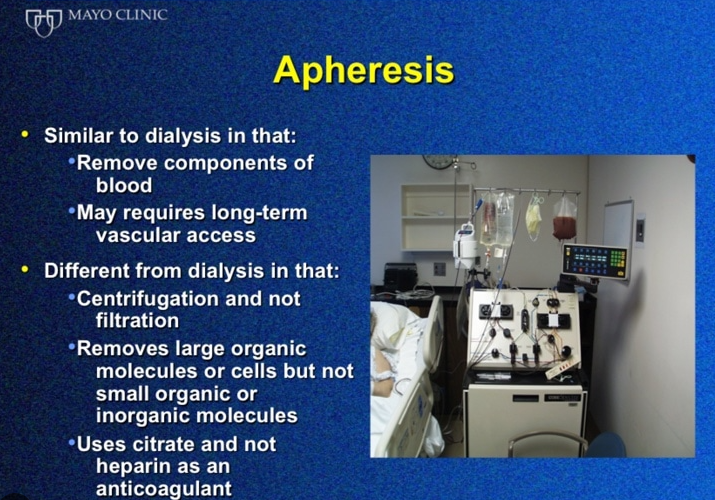 MAYO CLINIC
Apheresis
• Similar to dialysis in that:
•Remove components of
blood
•May requires long-term
vascular access
• Different from dialysis in that:
•Centrifugation and not
filtration
•Removes large organic
molecules or cells but not
small organic or
inorganic molecules
•Uses citrate and not
heparin as an
anticoagulant